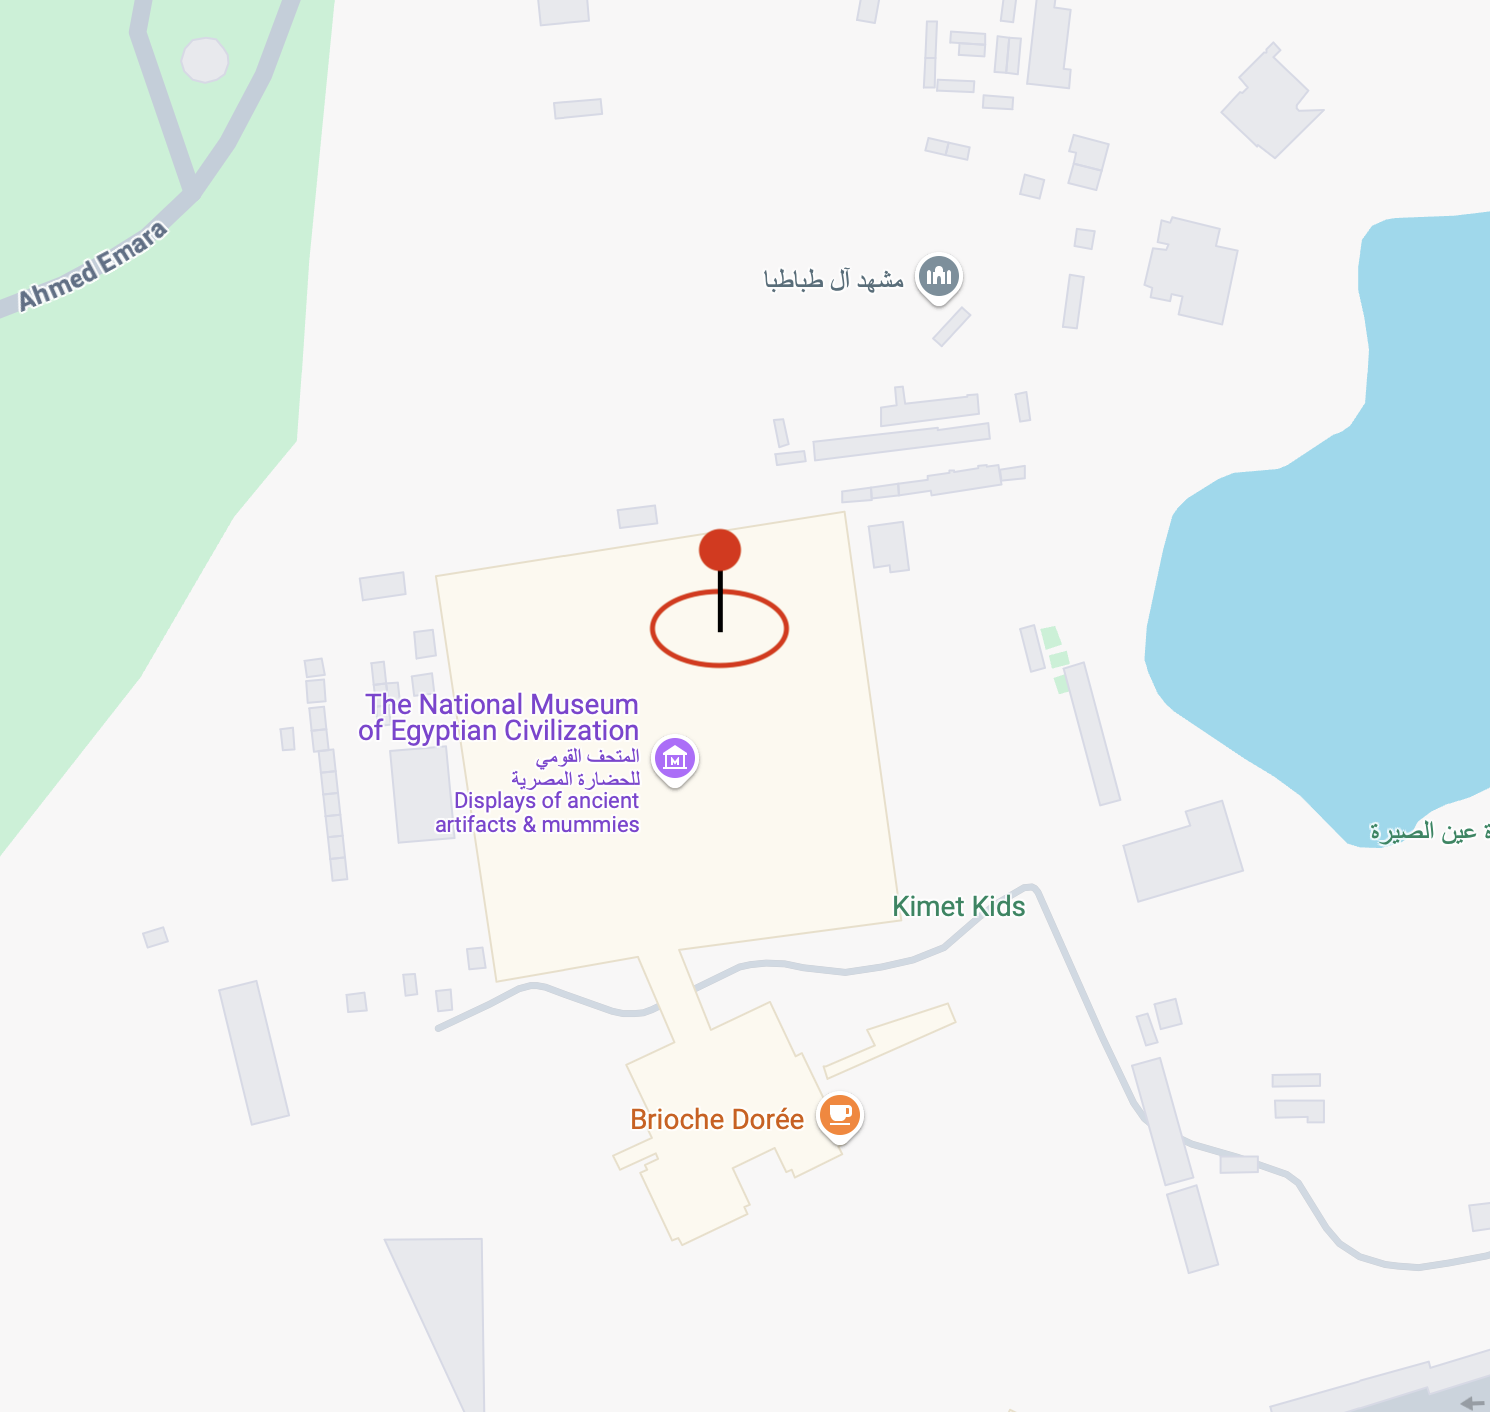 Ahmed Emara
مشهد آل طباطبا
The National Museum
of Egyptian Civilization
المتحف القومي
للحضارة المصرية
Displays of ancient
artifacts & mummies
ة عين الصيرة
Kimet Kids
Brioche Dorée